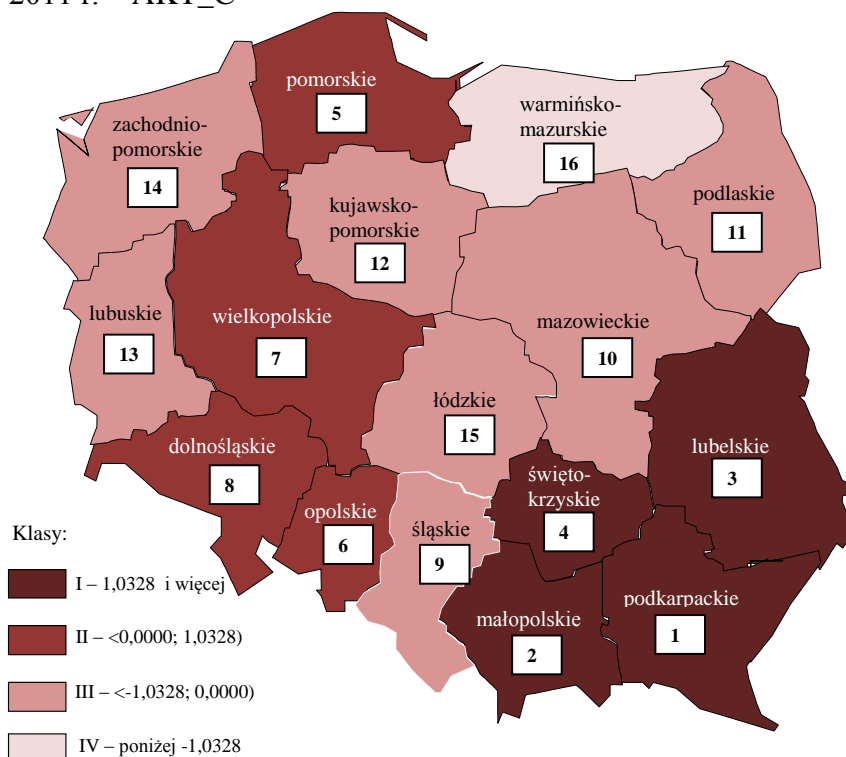 2011 r. – AKT_C
pomorskie
5
warmińsko-
mazurskie
16
zachodnio-
pomorskie
14
podlaskie
11
kujawsko-
pomorskie
12
lubuskie
13
wielkopolskie
7
mazowieckie
10
łódzkie
15
dolnośląskie
8
lubelskie
3
święto-
krzyskie
4
opolskie
6
śląskie
9
małopolskie
2
podkarpackie
1
Klasy:
I – 1,0328 i więcej
II – <0,0000; 1,0328)
III – <-1,0328; 0,0000)
IV – poniżej -1,0328